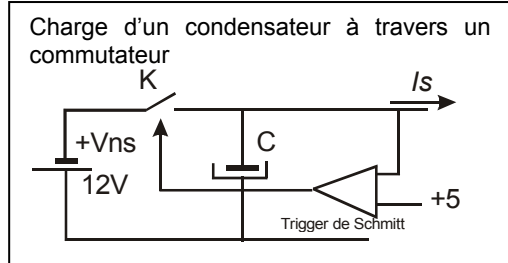 Charge d'un condensateur à travers un
commutateur
K
Is
+Vns
C
12V
+5
Trigger de Schmitt